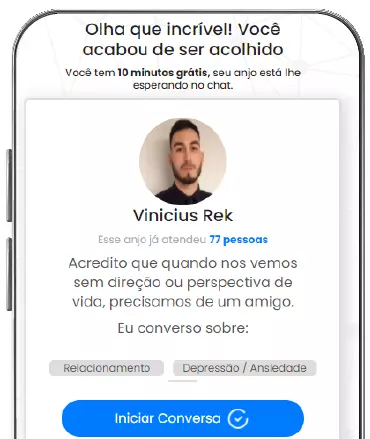 Olha que incrível! Você
acabou de ser acolhido
Você tem 10 minutos grátis, seu anjo está lhe
esperando no chat.
Vinicius Rek
Esse anjo já atendeu 77 pessoas
Acredito que quando nos vemos
sem direção ou perspectiva de
vida, precisamos de um amigo.
Eu converso sobre:
Relacionamento Depressão / Ansiedade
Iniciar Conversa